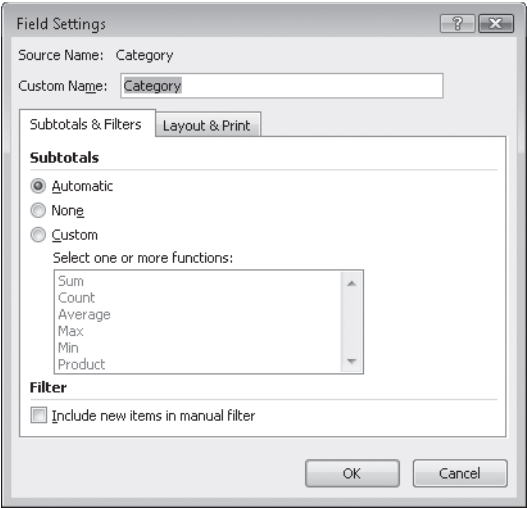 Field Settings
Source Name: Category
Custom Name: Category
Subtotals & Filters Layout & Print
Subtotals
Automatic
None
Custom
Select one or more functions:
Sum
Count
Average
Max
Min
Product
Filter
Include new items in manual filter
OK Cancel